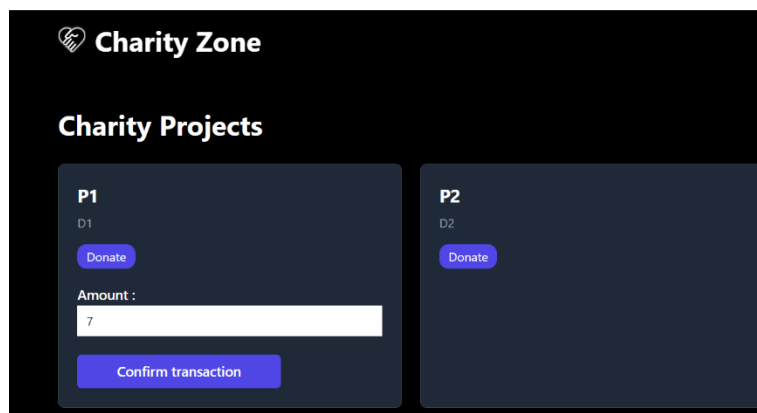 Charity Zone
Charity Projects
P1
D1
Donate
Amount :
7
Confirm transaction
P2
D2
Donate